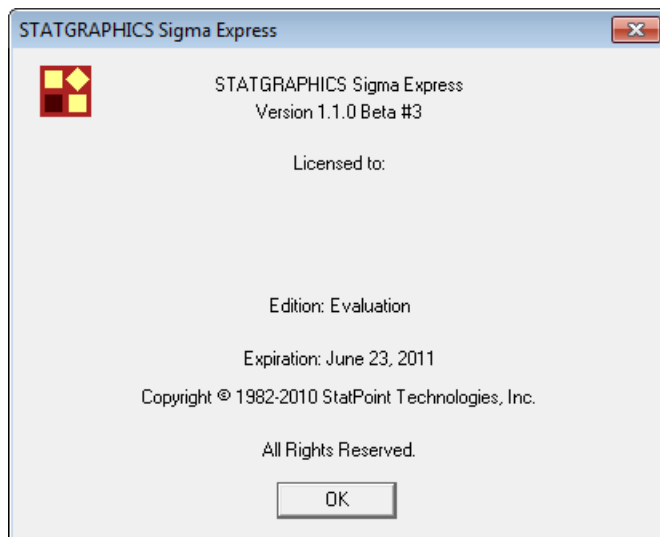 STATGRAPHICS Sigma Express
STATGRAPHICS Sigma Express
Version 1.1.0 Beta #3
Licensed to:
Edition: Evaluation
Expiration: June 23, 2011
Copyright © 1982-2010 StatPoint Technologies, Inc.
All Rights Reserved.
OK